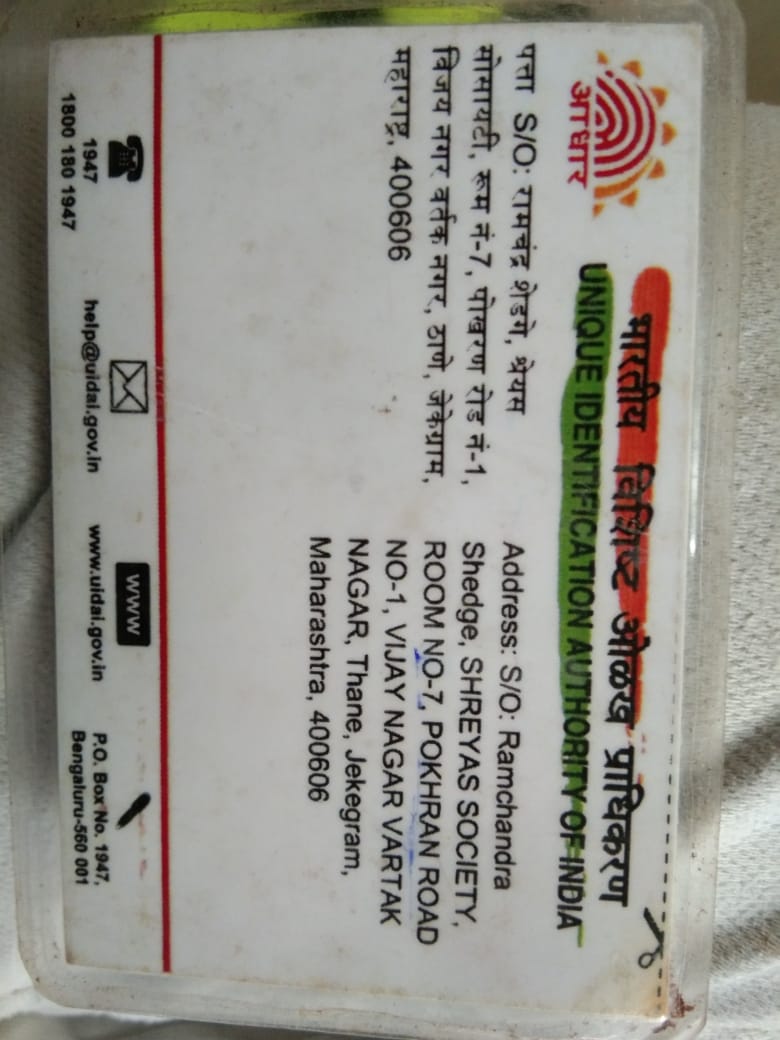 आधार
भारतीय विशिष्ट ओळख प्राधिकरण
UNIQUE IDENTIFICATION AUTHORITY OF INDIA
पत्ता S/O: रामचंद्र शेडगे, श्रेयस
सोसायटी, रूम नं-7, पोखरण रोड नं-1,
विजय नगर वर्तक नगर, ठाणे, जेकेग्राम,
महाराष्ट्र, 400606
Address: S/O: Ramchandra
Shedge, SHREYAS SOCIETY,
ROOM NO-7, POKHRAN ROAD
NO-1, VIJAY NAGAR VARTAK
NAGAR, Thane, Jekegram,
Maharashtra, 400606
1947
1800 180 1947
help@uidai.gov.in
www
www.uidai.gov.in
P.O. Box No. 1947,
Bengaluru-560 001